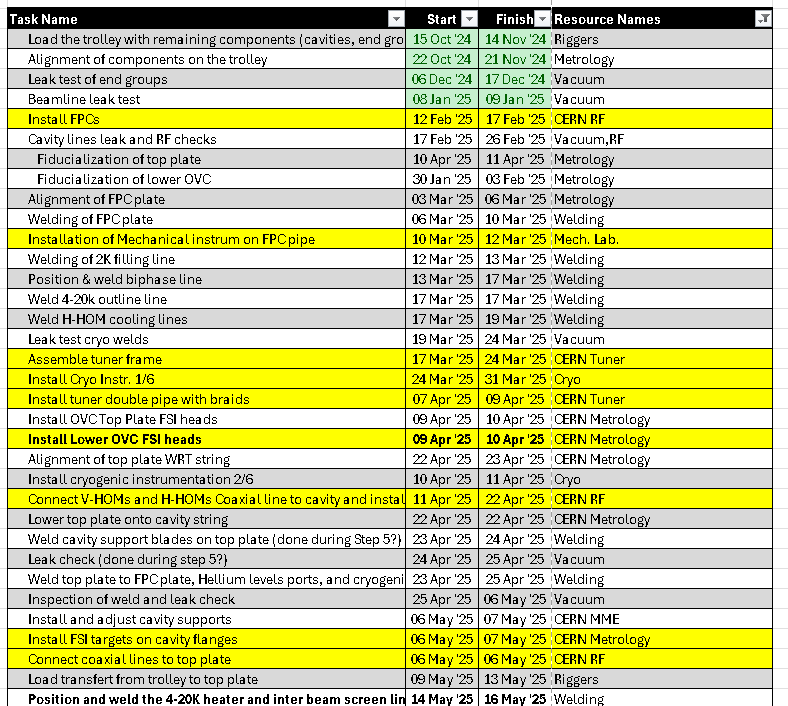 Task Name Start Finish Resource Names
Load the trolley with remaining components (cavities, end gro 15 Oct '24 14 Nov '24 Riggers
Alignment of components on the trolley 22 Oct '24 21 Nov '24 Metrology
Leak test of end groups 06 Dec '24 17 Dec '24 Vacuum
Beamline leak test 08 Jan '25 09 Jan '25 Vacuum
Install FPCs 12 Feb '25 17 Feb '25 CERN RF
Cavity lines leak and RF checks 17 Feb '25 26 Feb '25 Vacuum,RF
Fiducialization of top plate 10 Apr '25 11 Apr '25 Metrology
Fiducialization of lower OVC 30 Jan '25 03 Feb '25 Metrology
Alignment of FPC plate 03 Mar '25 06 Mar '25 Metrology
Welding of FPC plate 06 Mar '25 10 Mar '25 Welding
Installation of Mechanical instrum on FPC pipe 10 Mar '25 12 Mar '25 Mech. Lab.
Welding of 2K filling line 12 Mar '25 13 Mar '25 Welding
Position & weld biphase line 13 Mar '25 17 Mar '25 Welding
Weld 4-20k outline line 17 Mar '25 17 Mar '25 Welding
Weld H-HOM cooling lines 17 Mar '25 19 Mar '25 Welding
Leak test cryo welds 19 Mar '25 24 Mar '25 Vacuum
Assemble tuner frame 17 Mar '25 24 Mar '25 CERN Tuner
Install Cryo Instr. 1/6 24 Mar '25 31 Mar '25 Cryo
Install tuner double pipe with braids 07 Apr '25 09 Apr '25 CERN Tuner
Install OVC Top Plate FSI heads 09 Apr '25 10 Apr '25 CERN Metrology
Install Lower OVC FSI heads 09 Apr '25 10 Apr '25 CERN Metrology
Alignment of top plate WRT string 22 Apr '25 23 Apr '25 CERN Metrology
Install cryogenic instrumentation 2/6 10 Apr '25 11 Apr '25 Cryo
Connect V-HOMs and H-HOMs Coaxial line to cavity and instal 11 Apr '25 22 Apr '25 CERN RF
Lower top plate onto cavity string 22 Apr '25 22 Apr '25 CERN Metrology
Weld cavity support blades on top plate (done during Step 5?) 23 Apr '25 24 Apr '25 Welding
Leak check (done during step 5?) 24 Apr '25 25 Apr '25 Vacuum
Weld top plate to FPC plate, Hellium levels ports, and cryogeni 23 Apr '25 25 Apr '25 Welding
Inspection of weld and leak check 25 Apr '25 06 May '25 Vacuum
Install and adjust cavity supports 06 May '25 07 May '25 CERN MME
Install FSI targets on cavity flanges 06 May '25 07 May '25 CERN Metrology
Connect coaxial lines to top plate 06 May '25 06 May '25 CERN RF
Load transfert from trolley to top plate 09 May '25 13 May '25 Riggers
Position and weld the 4-20K heater and inter beam screen lin 14 May '25 16 May '25 Welding